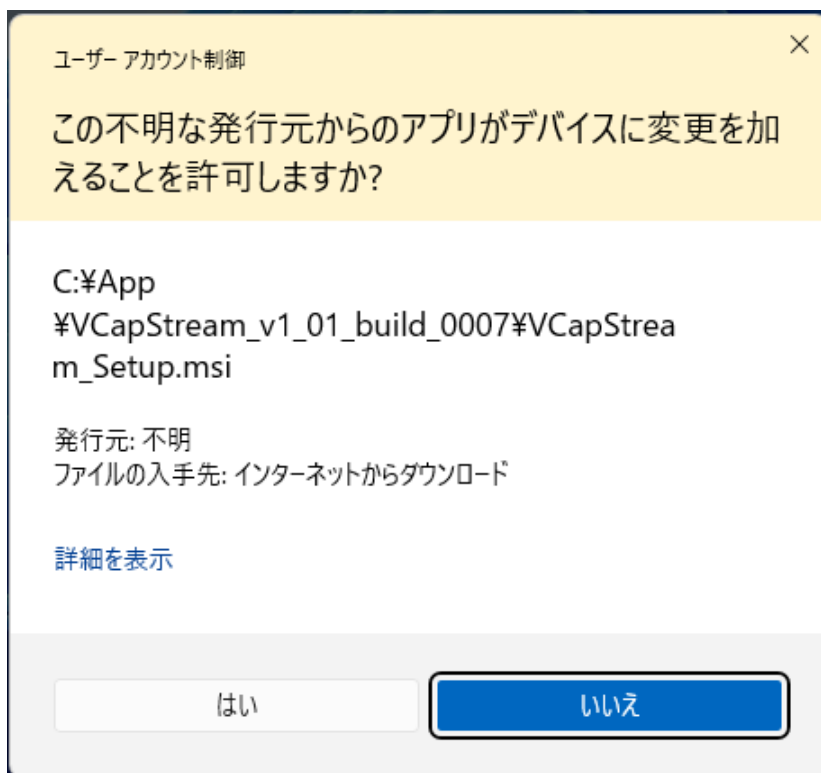 ユーザー アカウント制御
この不明な発行元からのアプリがデバイスに変更を加
えることを許可しますか?
C:¥App
¥VCapStream_v1_01_build_0007¥VCapStrea
m_Setup.msi
発行元: 不明
ファイルの入手先: インターネットからダウンロード
詳細を表示
はい
いいえ